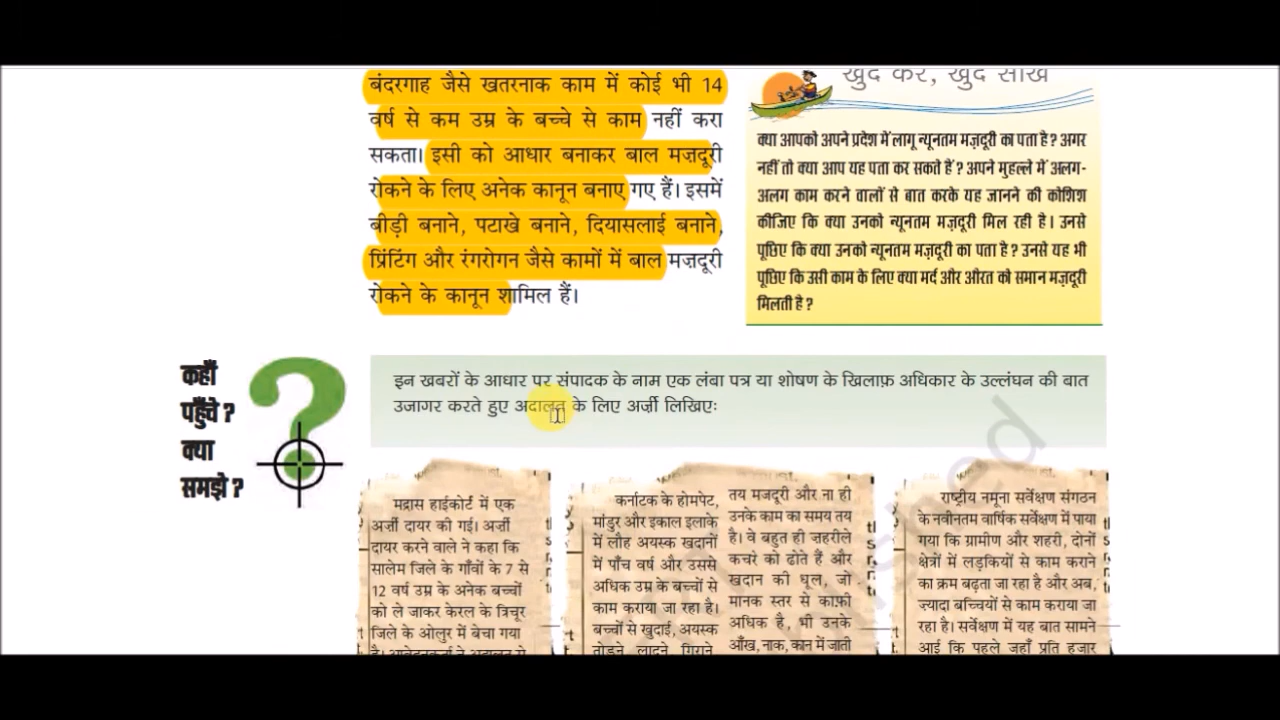 बंदरगाह जैसे खतरनाक काम में कोई भी 14
वर्ष से कम उम्र के बच्चे से काम नहीं करा
सकता। इसी को आधार बनाकर बाल मज़दूरी
रोकने के लिए अनेक कानून बनाए गए हैं। इसमें
बीड़ी बनाने, पटाखे बनाने, दियासलाई बनाने,
प्रिंटिंग और रंगरोगन जैसे कामों में बाल मज़दूरी
रोकने के कानून शामिल हैं।
खुद करें, खुद सीखें
क्या आपको अपने प्रदेश में लागू न्यूनतम मज़दूरी का पता है? अगर
नहीं तो क्या आप यह पता कर सकते हैं? अपने मुहल्ले में अलग-
अलग काम करने वालों से बात करके यह जानने की कोशिश
कीजिए कि क्या उनको न्यूनतम मज़दूरी मिल रही है। उनसे
पूछिए कि क्या उनको न्यूनतम मज़दूरी का पता है? उनसे यह भी
पूछिए कि उसी काम के लिए क्या मर्द और औरत को समान मज़दूरी
मिलती है?
कहाँ
पहुँचे?
क्या
समझे?
इन खबरों के आधार पर संपादक के नाम एक लंबा पत्र या शोषण के खिलाफ़ अधिकार के उल्लंघन की बात
उजागर करते हुए अदालत के लिए अर्ज़ी लिखिएः
मद्रास हाईकोर्ट में एक
अर्ज़ी दायर की गई। अर्ज़ी
दायर करने वाले ने कहा कि
सालेम जिले के गाँवों के 7 से
12 वर्ष उम्र के अनेक बच्चों
को ले जाकर केरल के त्रिचूर
जिले के ओलुर में बेचा गया
कर्नाटक के होमपेट,
मांडुर और इकाल इलाके
में लौह अयस्क खदानों
में पाँच वर्ष और उससे
अधिक उम्र के बच्चों से
काम कराया जा रहा है।
बच्चों से खुदाई, अयस्क
तोड़ने लादने गिराने
तय मजदूरी और ना ही
उनके काम का समय तय
है। वे बहुत ही ज़हरीले
कचरे को ढोते हैं और
खदान की धूल, जो
मानक स्तर से काफ़ी
अधिक है, भी उनके
आँख, नाक, कान में जाती
राष्ट्रीय नमूना सर्वेक्षण संगठन
के नवीनतम वार्षिक सर्वेक्षण में पाया
गया कि ग्रामीण और शहरी, दोनों
क्षेत्रों में लड़कियों से काम कराने
का क्रम बढ़ता जा रहा है और अब,
ज़्यादा बच्चियों से काम कराया जा
रहा है। सर्वेक्षण में यह बात सामने
आई कि पहले जहाँ प्रति हजार